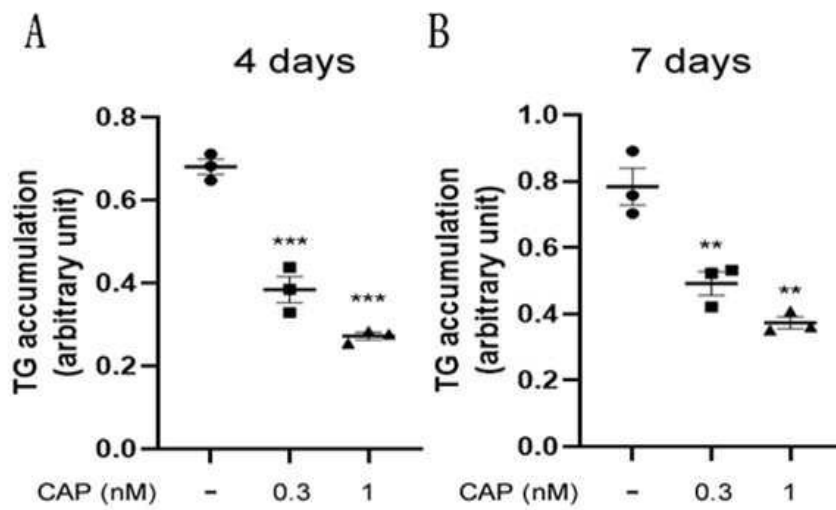 A
4 days
TG accumulation
(arbitrary unit)
0.8
0.6
0.4
0.2
0.0
***
***
CAP (nM)
-
0.3
1
B
7 days
TG accumulation
(arbitrary unit)
1.0
0.8
0.6
0.4
0.2
0.0
**
**
CAP (nM)
-
0.3
1